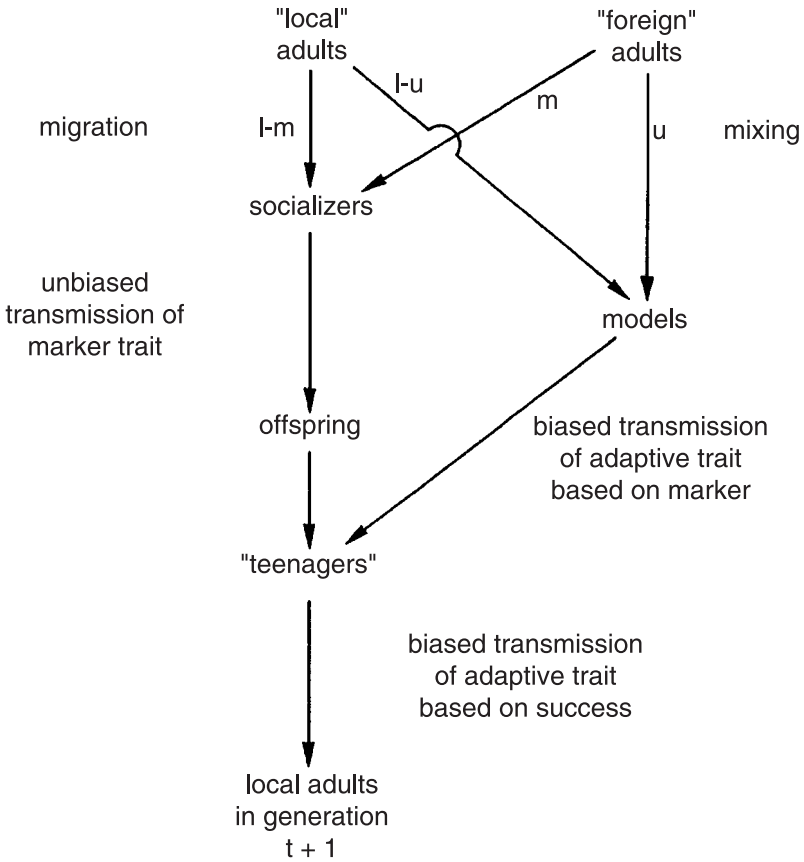 "local"
adults
"foreign"
adults
l-u
m
migration
l-m
u
mixing
socializers
unbiased
transmission of
marker trait
models
offspring
biased transmission
of adaptive trait
based on marker
"teenagers"
biased transmission
of adaptive trait
based on success
local adults
in generation
t + 1